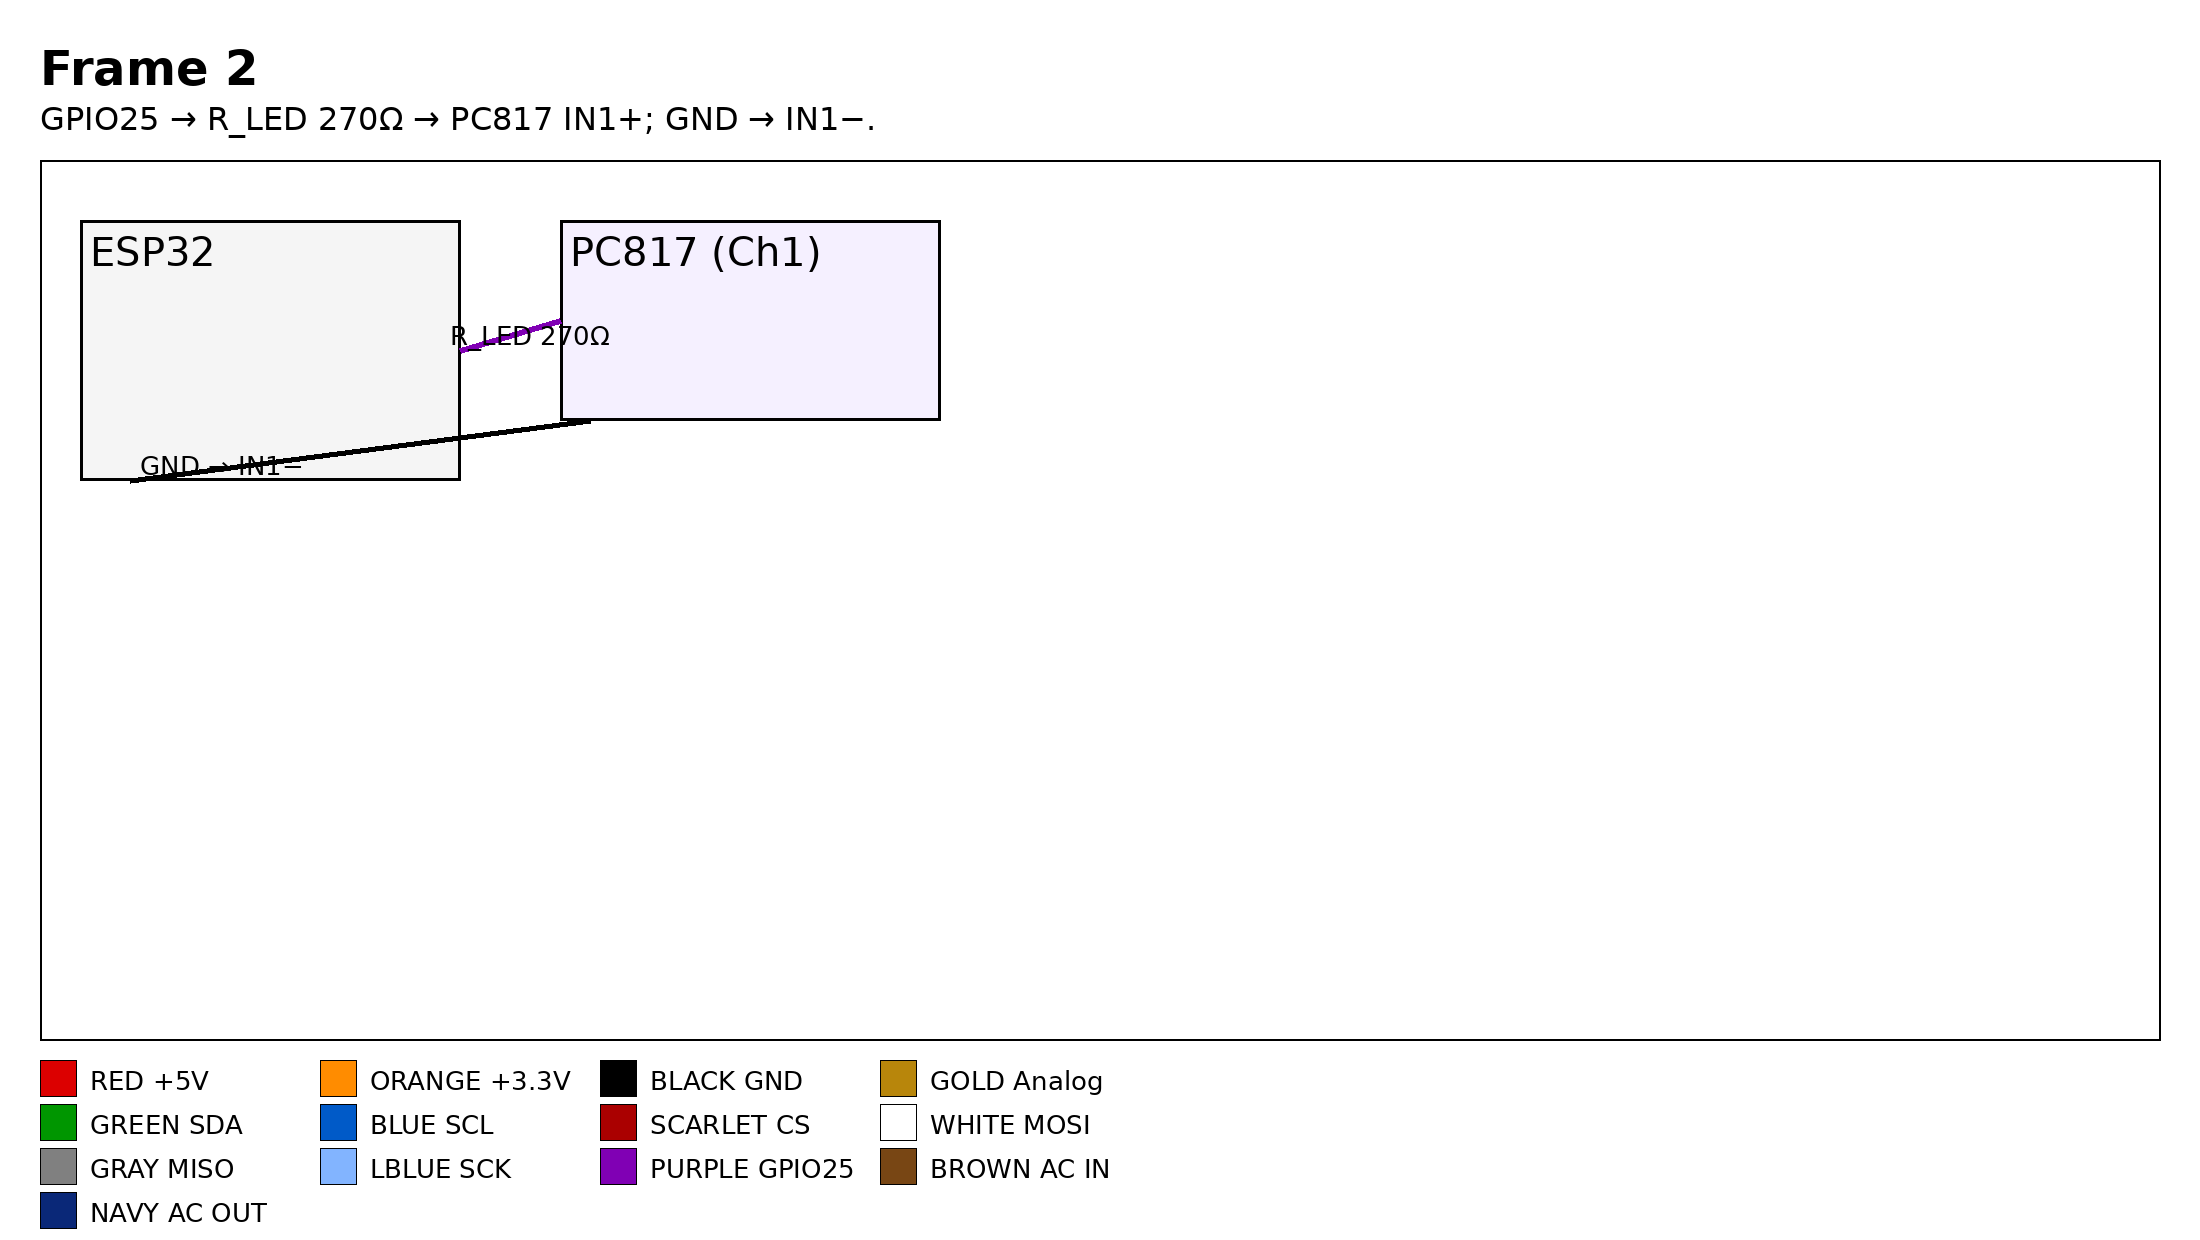 Frame 2
GPIO25 → R_LED 270Ω → PC817 IN1+; GND → IN1−.
ESP32
PC817 (Ch1)
R_LED 270Ω
GND → IN1−
RED +5V
ORANGE +3.3V
BLACK GND
GOLD Analog
GREEN SDA
BLUE SCL
SCARLET CS
WHITE MOSI
GRAY MISO
LBLUE SCK
PURPLE GPIO25
BROWN AC IN
NAVY AC OUT